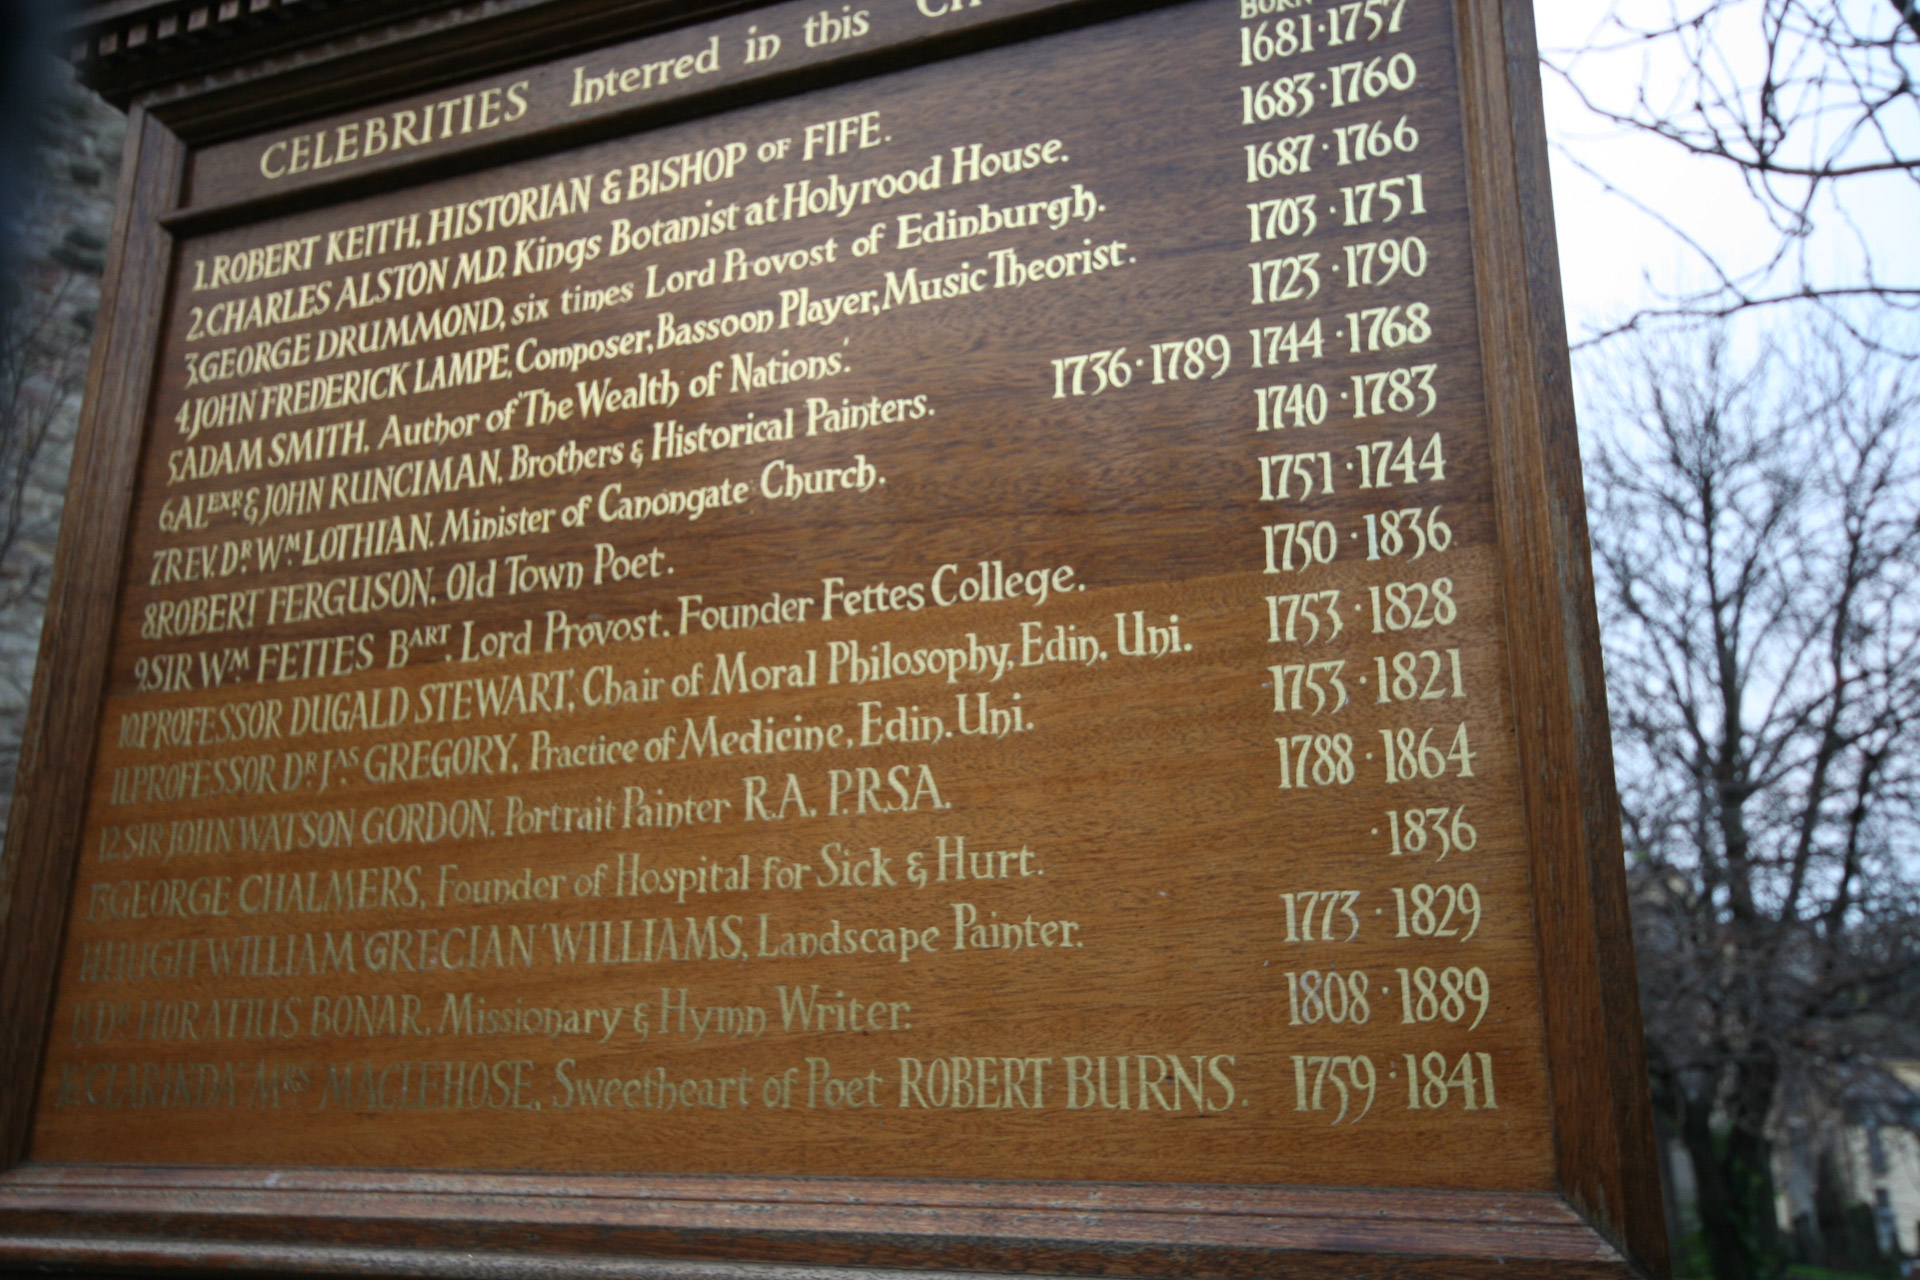 CELEBRITIES Interred in this
BORN
1. ROBERT KEITH, HISTORIAN & BISHOP OF FIFE. 1681·1757
2. CHARLES ALSTON M.D. Kings Botanist at Holyrood House. 1683·1760
3. GEORGE DRUMMOND, six times Lord Provost of Edinburgh. 1687·1766
4. JOHN FREDERICK LAMPE, Composer, Bassoon Player, Music Theorist. 1703·1751
5. ADAM SMITH. Author of 'The Wealth of Nations.' 1723·1790
6. ALEXR & JOHN RUNCIMAN, Brothers & Historical Painters. 1736·1789 1744·1768
7. REV. DR. WM. LOTHIAN. Minister of Canongate Church. 1740·1783
8. ROBERT FERGUSON. Old Town Poet. 1751·1744
9. SIR WM FETTES BART. Lord Provost. Founder Fettes College. 1750·1836
10. PROFESSOR DUGALD STEWART, Chair of Moral Philosophy, Edin. Uni. 1753·1828
11. PROFESSOR DR. JAS GREGORY, Practice of Medicine, Edin. Uni. 1753·1821
12. SIR JOHN WATSON GORDON. Portrait Painter R.A. P.R.S.A. 1788·1864
13. GEORGE CHALMERS, Founder of Hospital for Sick & Hurt. ·1836
14. HUGH WILLIAM 'GRECIAN' WILLIAMS, Landscape Painter. 1773·1829
15. DR HORATIUS BONAR, Missionary & Hymn Writer. 1808·1889
16. CLARINDA MRS MACLEHOSE, Sweetheart of Poet ROBERT BURNS. 1759·1841